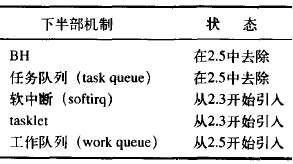 下半部机制 状 态
BH 在2.5中去除
任务队列（task queue） 在2.5中去除
软中断（softirq） 从2.3开始引入
tasklet 从2.3开始引入
工作队列（work queue） 从2.5开始引入